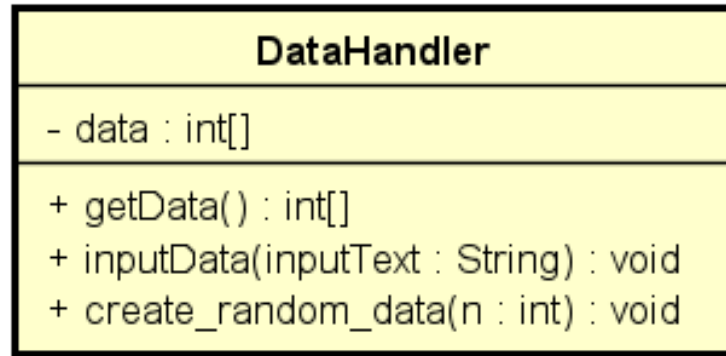 DataHandler
- data : int[]
+ getData() : int[]
+ inputData(inputText : String) : void
+ create_random_data(n : int) : void